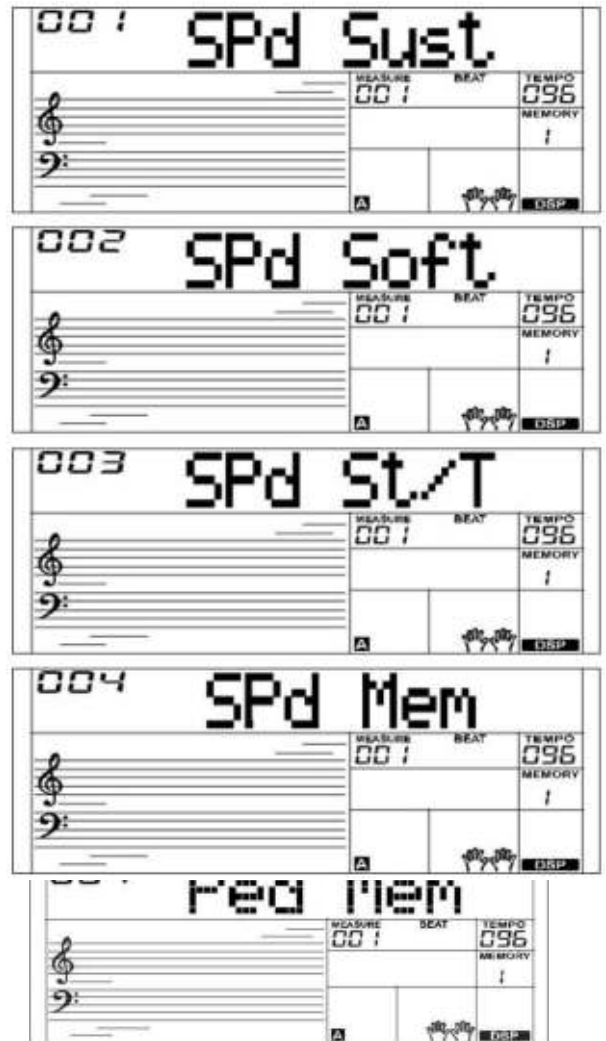 001 SPd Sust.
MEASURE BEAT TEMPO
001 096
MEMORY
1
A DSP
002 SPd Soft.
MEASURE BEAT TEMPO
001 096
MEMORY
1
A DSP
003 SPd St/T
MEASURE BEAT TEMPO
001 096
MEMORY
1
A DSP
004 SPd Mem
MEASURE BEAT TEMPO
001 096
MEMORY
1
A DSP
Mem
MEASURE BEAT TEMPO
001 096
MEMORY
1
A DSP